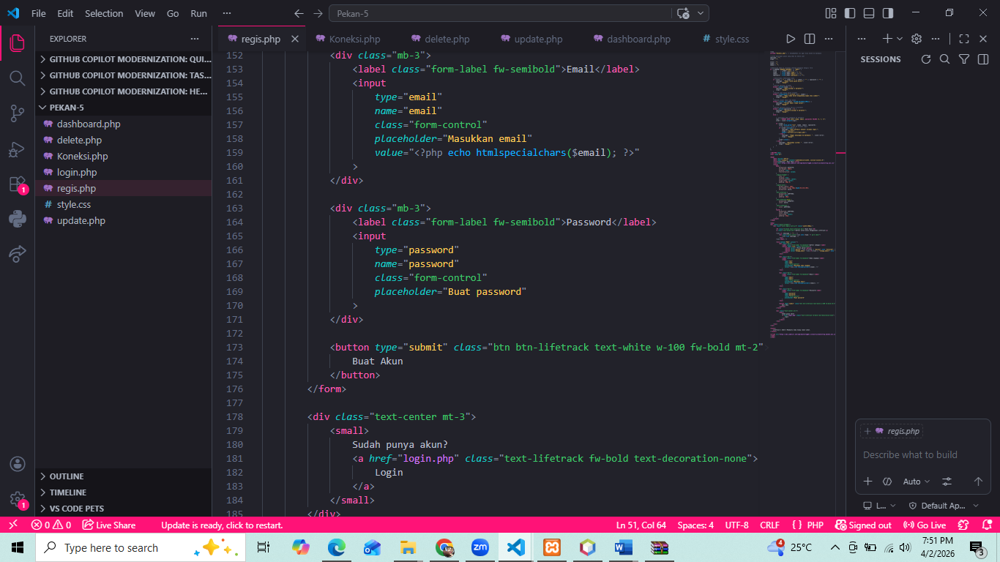 File Edit Selection View Go Run ··· Pekan-5
EXPLORER
GITHUB COPILOT MODERNIZATION: QUI...
GITHUB COPILOT MODERNIZATION: TAS...
GITHUB COPILOT MODERNIZATION: HE...
PEKAN-5
dashboard.php
delete.php
Koneksi.php
login.php
regis.php
style.css
update.php
OUTLINE
TIMELINE
VS CODE PETS
1
1
regis.php Koneksi.php delete.php update.php dashboard.php # style.css
152 <div class="mb-3">
153 <label class="form-label fw-semibold">Email</label>
154 <input
155 type="email"
156 name="email"
157 class="form-control"
158 placeholder="Masukkan email"
159 value="<?php echo htmlspecialchars($email); ?>"
160 >
161 </div>
162
163 <div class="mb-3">
164 <label class="form-label fw-semibold">Password</label>
165 <input
166 type="password"
167 name="password"
168 class="form-control"
169 placeholder="Buat password"
170 >
171 </div>
172
173 <button type="submit" class="btn btn-lifetrack text-white w-100 fw-bold mt-2"
174 Buat Akun
175 </button>
176 </form>
177
178 <div class="text-center mt-3">
179 <small>
180 Sudah punya akun?
181 <a href="login.php" class="text-lifetrack fw-bold text-decoration-none">
182 Login
183 </a>
184 </small>
185 </div>
SESSIONS
regis.php
Describe what to build
Auto
L... Default Ap...
0 0 Live Share Update is ready, click to restart. Ln 51, Col 64 Spaces: 4 UTF-8 CRLF { } PHP Signed out Go Live
Type here to search zm 4 25°C 7:51 PM
4/2/2026 3